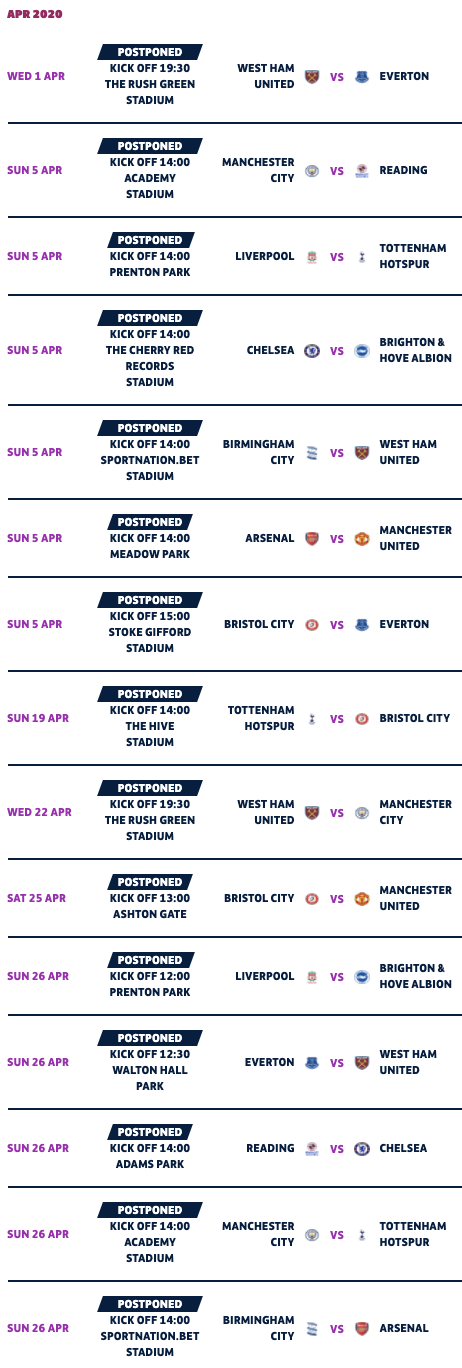 APR 2020
WED 1 APR
POSTPONED
KICK OFF 19:30
THE RUSH GREEN
STADIUM
WEST HAM
UNITED
VS
EVERTON
SUN 5 APR
POSTPONED
KICK OFF 14:00
ACADEMY
STADIUM
MANCHESTER
CITY
VS
READING
SUN 5 APR
POSTPONED
KICK OFF 14:00
PRENTON PARK
LIVERPOOL
VS
TOTTENHAM
HOTSPUR
SUN 5 APR
POSTPONED
KICK OFF 14:00
THE CHERRY RED
RECORDS
STADIUM
CHELSEA
VS
BRIGHTON &
HOVE ALBION
SUN 5 APR
POSTPONED
KICK OFF 14:00
SPORTNATION.BET
STADIUM
BIRMINGHAM
CITY
VS
WEST HAM
UNITED
SUN 5 APR
POSTPONED
KICK OFF 14:00
MEADOW PARK
ARSENAL
VS
MANCHESTER
UNITED
SUN 5 APR
POSTPONED
KICK OFF 15:00
STOKE GIFFORD
STADIUM
BRISTOL CITY
VS
EVERTON
SUN 19 APR
POSTPONED
KICK OFF 14:00
THE HIVE
STADIUM
TOTTENHAM
HOTSPUR
VS
BRISTOL CITY
WED 22 APR
POSTPONED
KICK OFF 19:30
THE RUSH GREEN
STADIUM
WEST HAM
UNITED
VS
MANCHESTER
CITY
SAT 25 APR
POSTPONED
KICK OFF 13:00
ASHTON GATE
BRISTOL CITY
VS
MANCHESTER
UNITED
SUN 26 APR
POSTPONED
KICK OFF 12:00
PRENTON PARK
LIVERPOOL
VS
BRIGHTON &
HOVE ALBION
SUN 26 APR
POSTPONED
KICK OFF 12:30
WALTON HALL
PARK
EVERTON
VS
WEST HAM
UNITED
SUN 26 APR
POSTPONED
KICK OFF 14:00
ADAMS PARK
READING
VS
CHELSEA
SUN 26 APR
POSTPONED
KICK OFF 14:00
ACADEMY
STADIUM
MANCHESTER
CITY
VS
TOTTENHAM
HOTSPUR
SUN 26 APR
POSTPONED
KICK OFF 14:00
SPORTNATION.BET
STADIUM
BIRMINGHAM
CITY
VS
ARSENAL